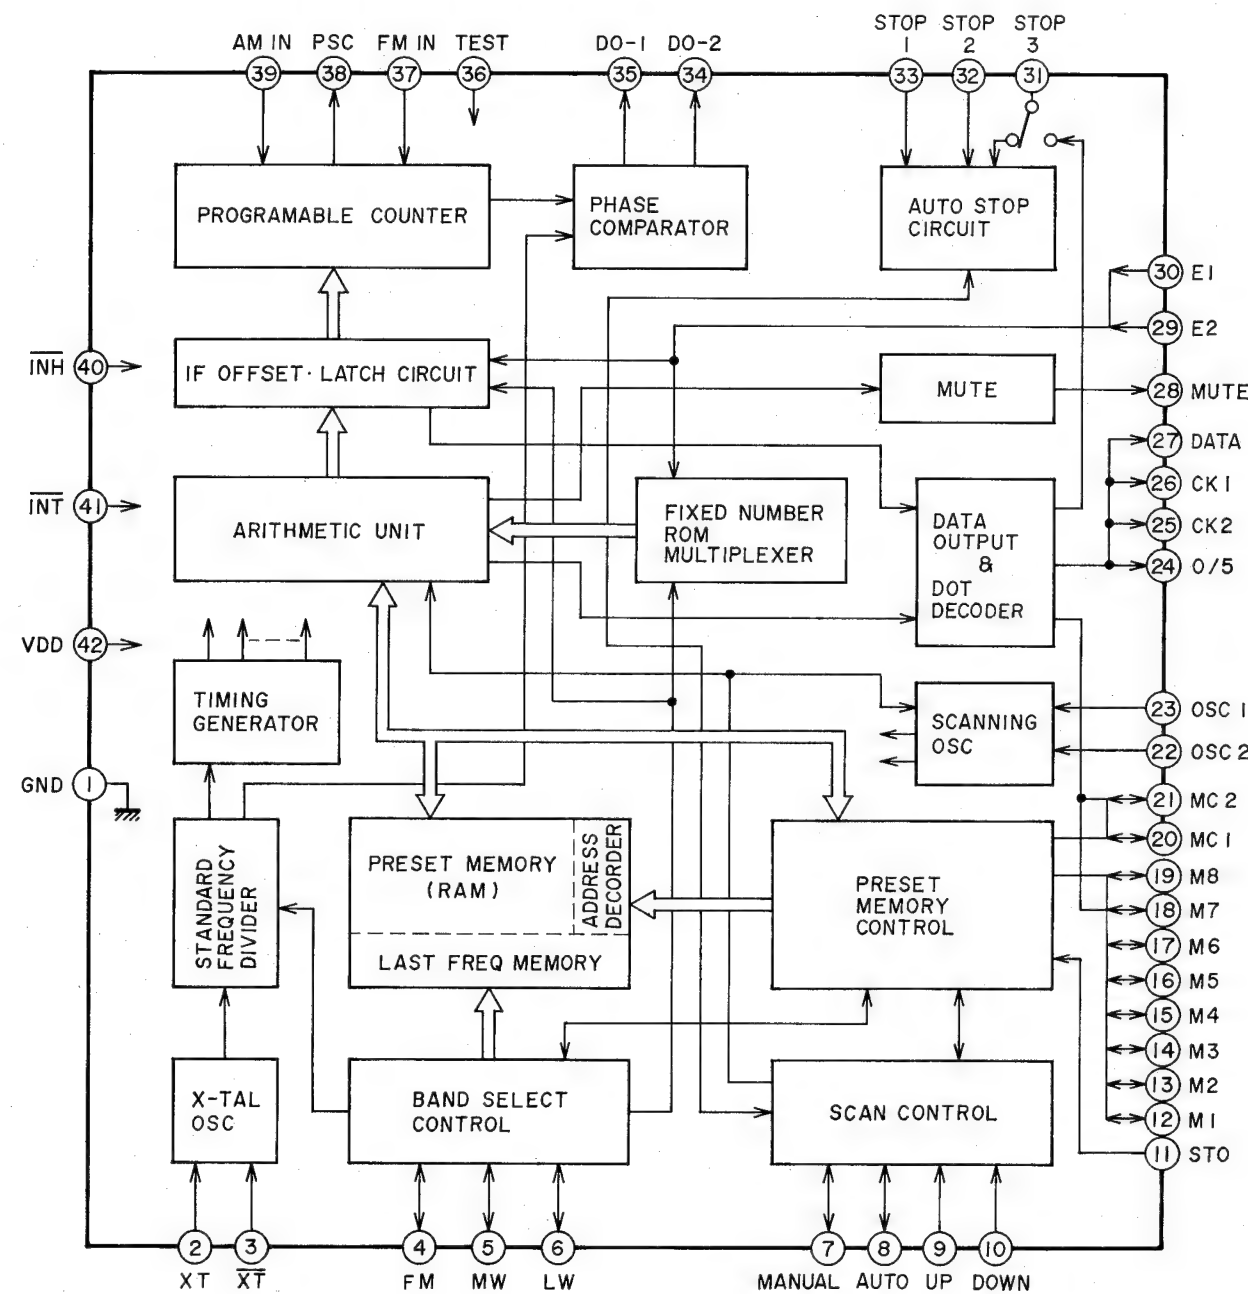 AM IN PSC FM IN TEST DO-1 DO-2 STOP 1 STOP 2 STOP 3
39 38 37 36 35 34 33 32 31
PROGRAMABLE COUNTER
PHASE
COMPARATOR
AUTO STOP
CIRCUIT
30 E1
29 E2
INH 40
IF OFFSET · LATCH CIRCUIT
MUTE
28 MUTE
27 DATA
26 CK1
25 CK2
24 O/5
INT 41
ARITHMETIC UNIT
FIXED NUMBER
ROM
MULTIPLEXER
DATA
OUTPUT
&
DOT
DECODER
VDD 42
TIMING
GENERATOR
SCANNING
OSC
23 OSC 1
22 OSC 2
GND 1
21 MC 2
20 MC 1
STANDARD
FREQUENCY
DIVIDER
PRESET MEMORY
(RAM)
ADDRESS
DECORDER
LAST FREQ MEMORY
PRESET
MEMORY
CONTROL
19 M8
18 M7
17 M6
16 M5
15 M4
14 M3
13 M2
12 M1
11 STO
X-TAL
OSC
BAND SELECT
CONTROL
SCAN CONTROL
2 3 4 5 6 7 8 9 10
XT XT FM MW LW MANUAL AUTO UP DOWN